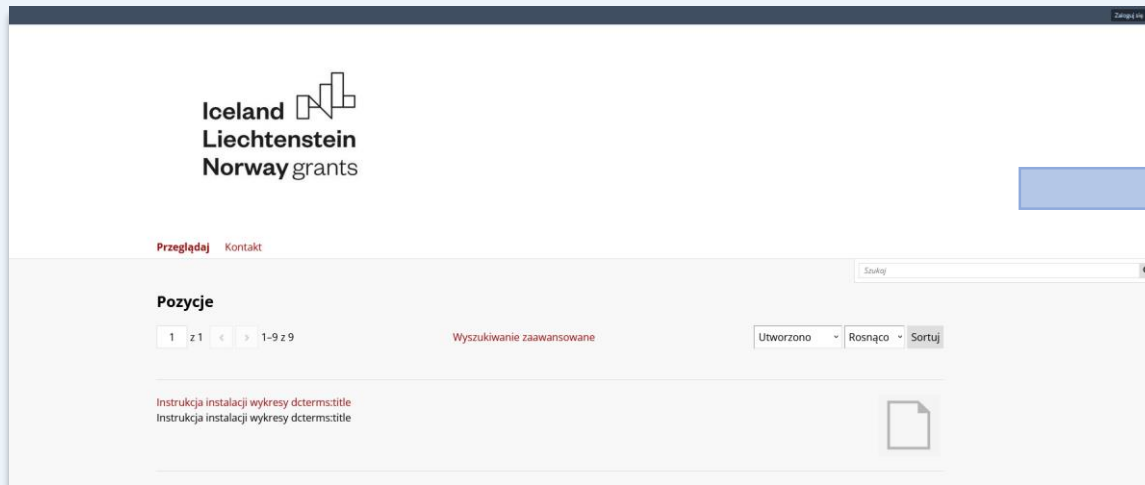 Zaloguj się
Iceland
Liechtenstein
Norway grants
Przeglądaj Kontakt
Szukaj
Pozycje
1 z 1 < > 1–9 z 9 Wyszukiwanie zaawansowane Utworzono Rosnąco Sortuj
Instrukcja instalacji wykresy dcterms:title
Instrukcja instalacji wykresy dcterms:title